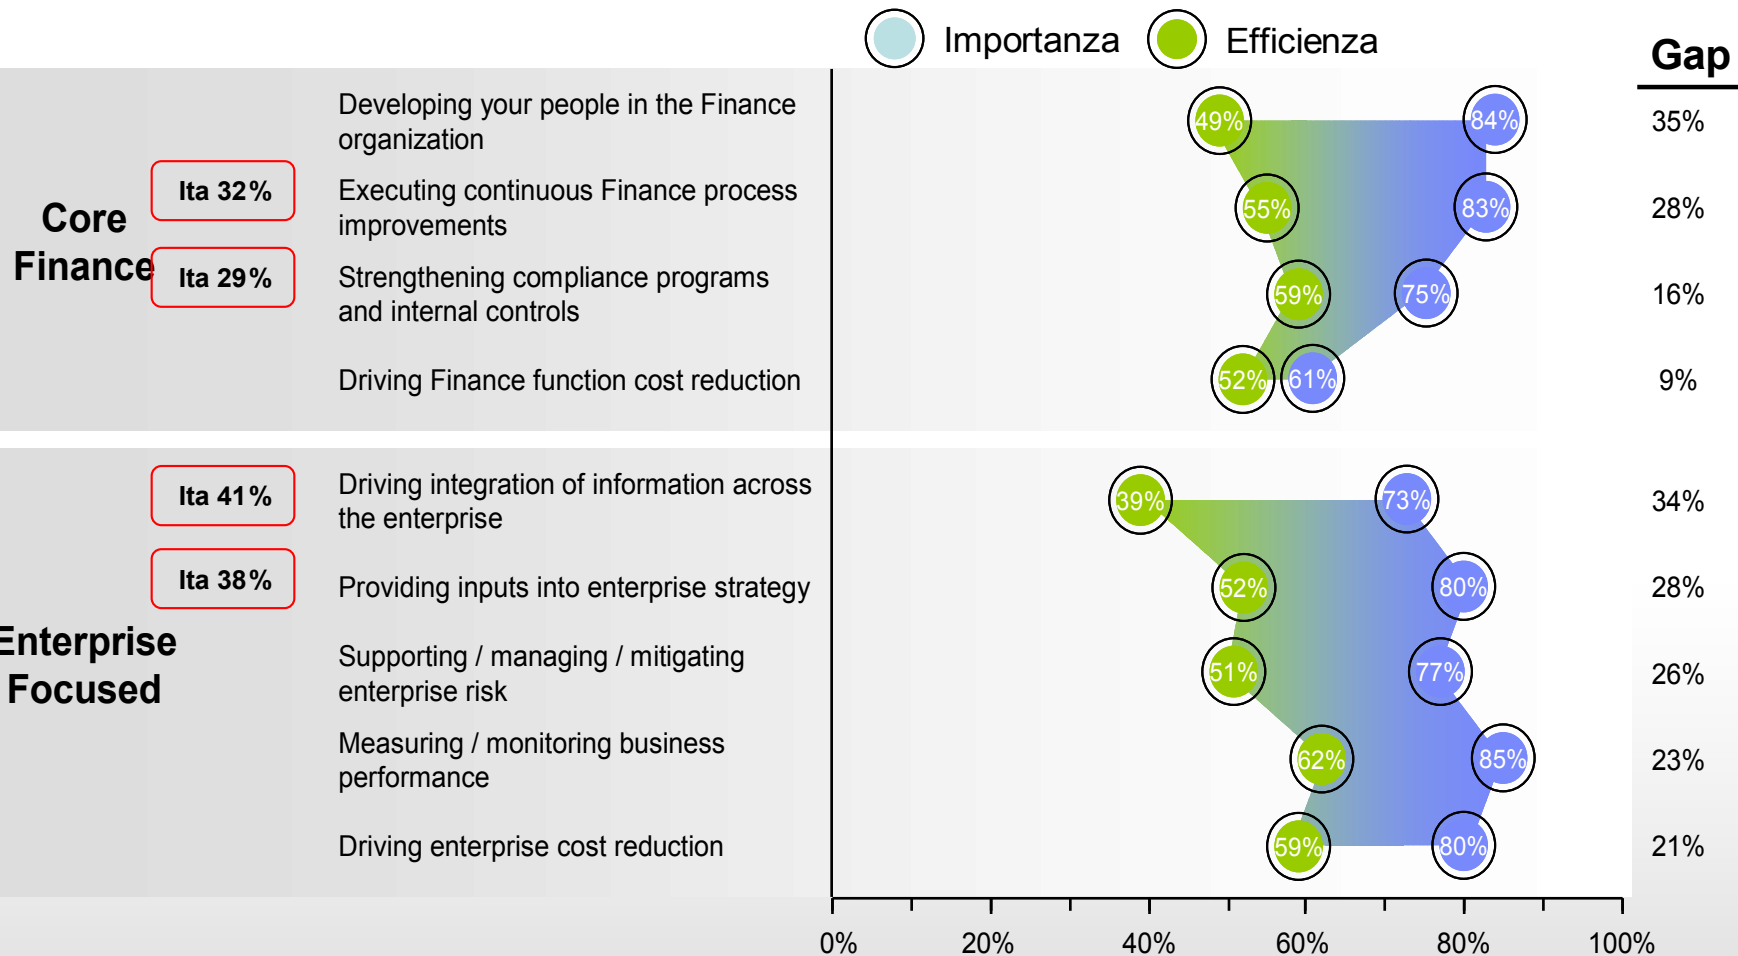 Importanza
Efficienza
Gap
Core
Finance
Developing your people in the Finance
organization
49%
84%
35%
Ita 32%
Executing continuous Finance process
improvements
55%
83%
28%
Ita 29%
Strengthening compliance programs
and internal controls
59%
75%
16%
Driving Finance function cost reduction
52%
61%
9%
Enterprise
Focused
Ita 41%
Driving integration of information across
the enterprise
39%
73%
34%
Ita 38%
Providing inputs into enterprise strategy
52%
80%
28%
Supporting / managing / mitigating
enterprise risk
51%
77%
26%
Measuring / monitoring business
performance
62%
85%
23%
Driving enterprise cost reduction
59%
80%
21%
0%
20%
40%
60%
80%
100%